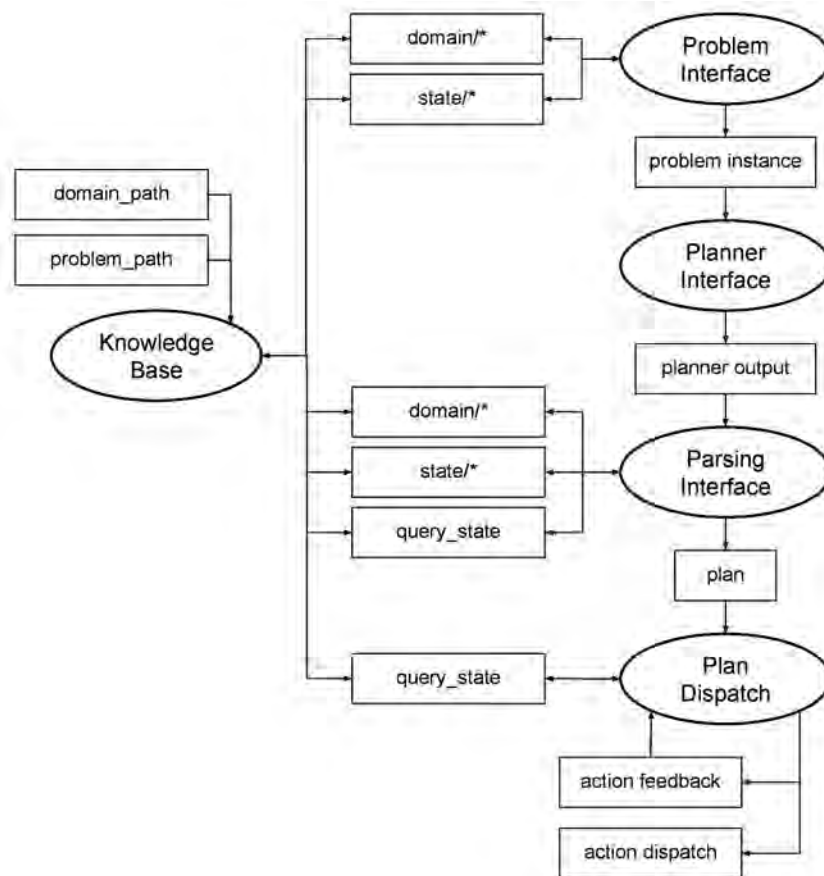 domain/*
Problem
Interface
state/*
problem instance
domain_path
problem_path
Planner
Interface
Knowledge
Base
planner output
domain/*
state/*
Parsing
Interface
query_state
plan
query_state
Plan
Dispatch
action feedback
action dispatch